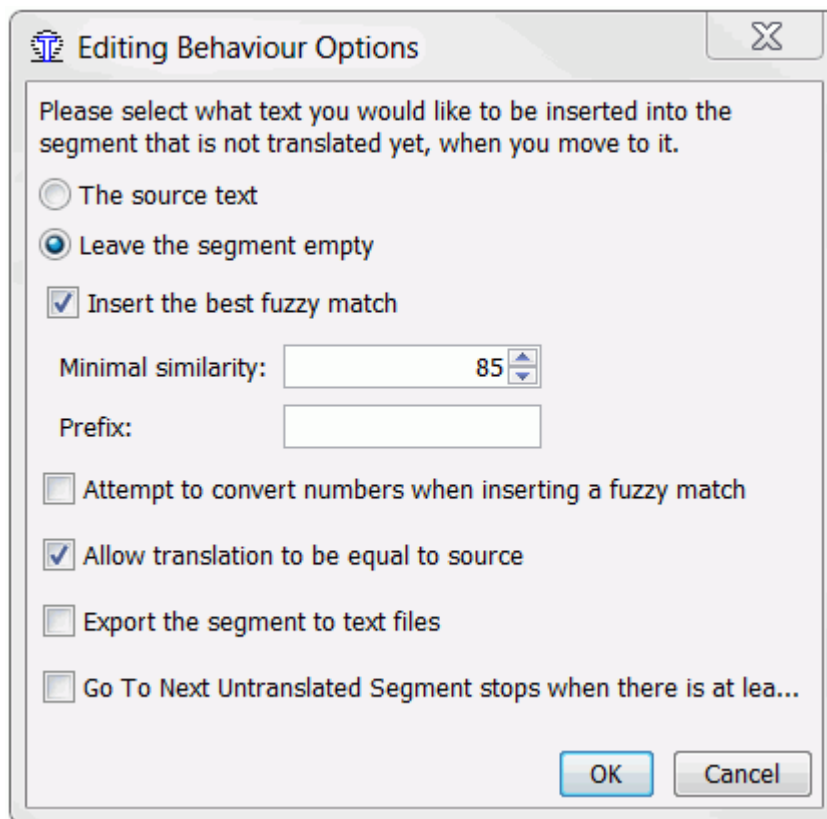 Editing Behaviour Options
Please select what text you would like to be inserted into the
segment that is not translated yet, when you move to it.
The source text
Leave the segment empty
Insert the best fuzzy match
Minimal similarity: 85
Prefix:
Attempt to convert numbers when inserting a fuzzy match
Allow translation to be equal to source
Export the segment to text files
Go To Next Untranslated Segment stops when there is at lea...
OK Cancel